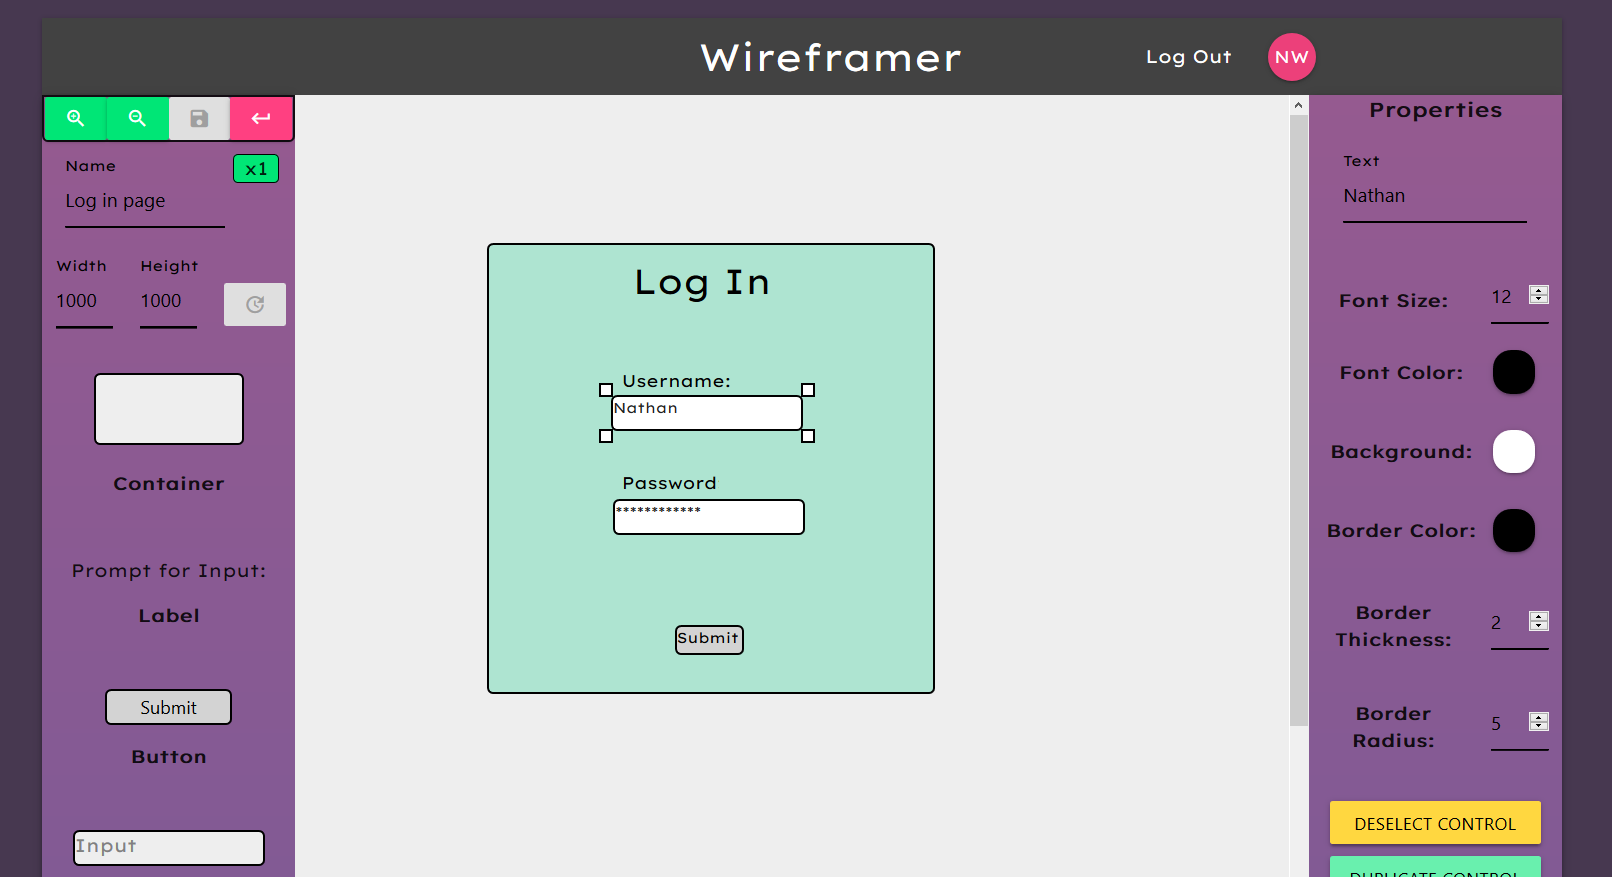 Wireframer
Log Out
NW
Name
x1
Log in page
Width
Height
1000
1000
Container
Prompt for Input:
Label
Submit
Button
Input
Log In
Username:
Nathan
Password
************
Submit
Properties
Text
Nathan
Font Size:
12
Font Color:
Background:
Border Color:
Border
Thickness:
2
Border
Radius:
5
DESELECT CONTROL
DUPLICATE CONTROL